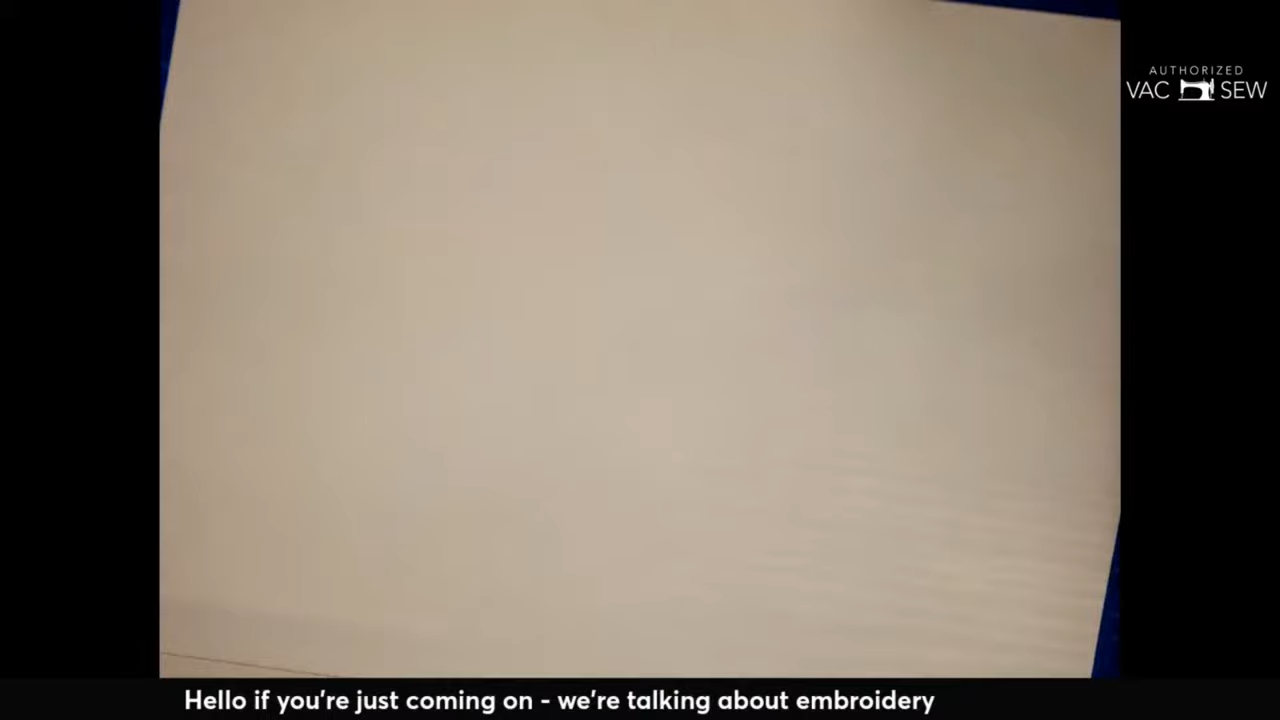 AUTHORIZED
VAC SEW
Hello if you're just coming on - we're talking about embroidery